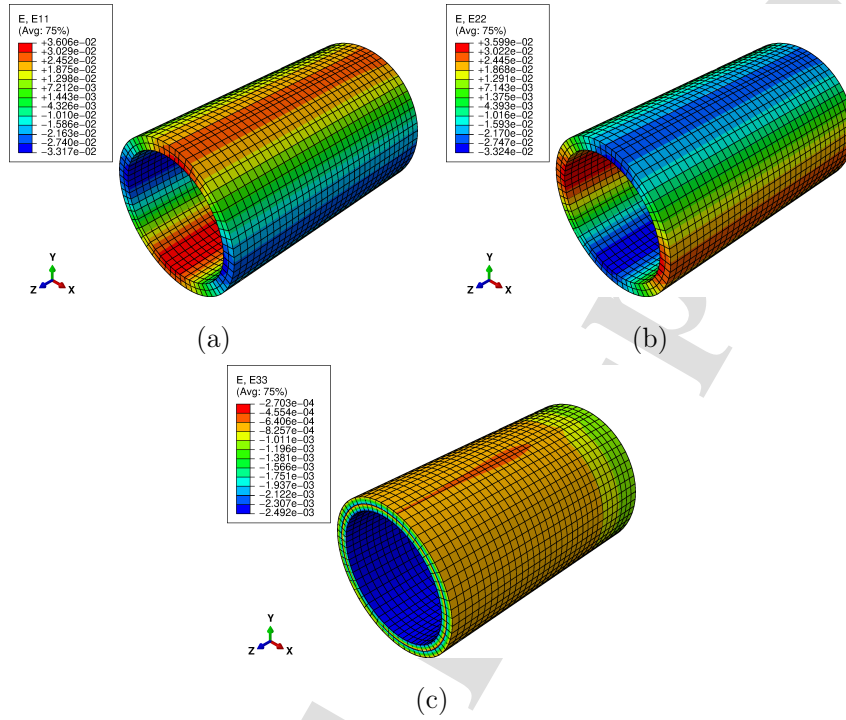 E, E11
(Avg: 75%)
+3.606e−02
+3.029e−02
+2.452e−02
+1.875e−02
+1.298e−02
+7.212e−03
+1.443e−03
−4.326e−03
−1.010e−02
−1.586e−02
−2.163e−02
−2.740e−02
−3.317e−02
Y
Z
X
(a)
E, E22
(Avg: 75%)
+3.599e−02
+3.022e−02
+2.445e−02
+1.868e−02
+1.291e−02
+7.143e−03
+1.375e−03
−4.393e−03
−1.016e−02
−1.593e−02
−2.170e−02
−2.747e−02
−3.324e−02
Y
Z
X
(b)
E, E33
(Avg: 75%)
−2.703e−04
−4.554e−04
−6.406e−04
−8.257e−04
−1.011e−03
−1.196e−03
−1.381e−03
−1.566e−03
−1.751e−03
−1.937e−03
−2.122e−03
−2.307e−03
−2.492e−03
Y
Z
X
(c)